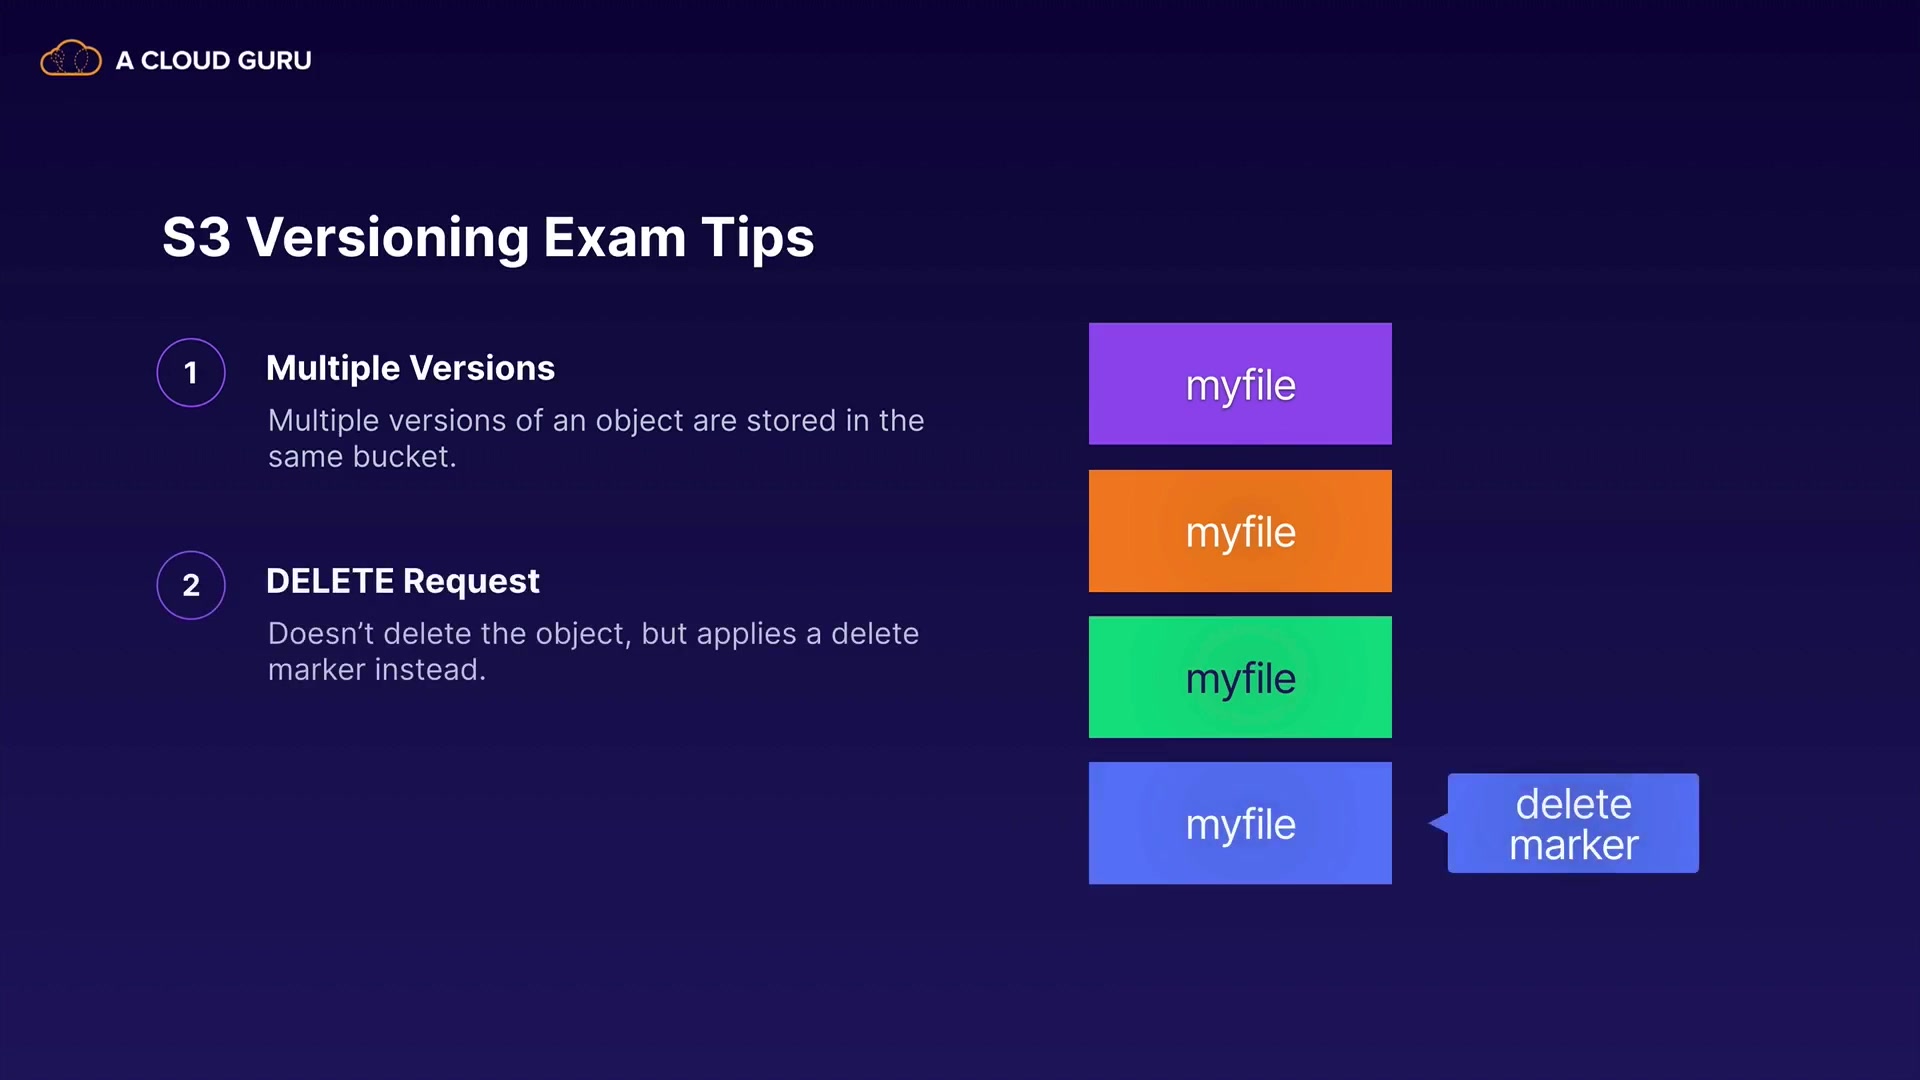 A CLOUD GURU
S3 Versioning Exam Tips
1
Multiple Versions
Multiple versions of an object are stored in the
same bucket.
2
DELETE Request
Doesn’t delete the object, but applies a delete
marker instead.
myfile
myfile
myfile
myfile
delete
marker